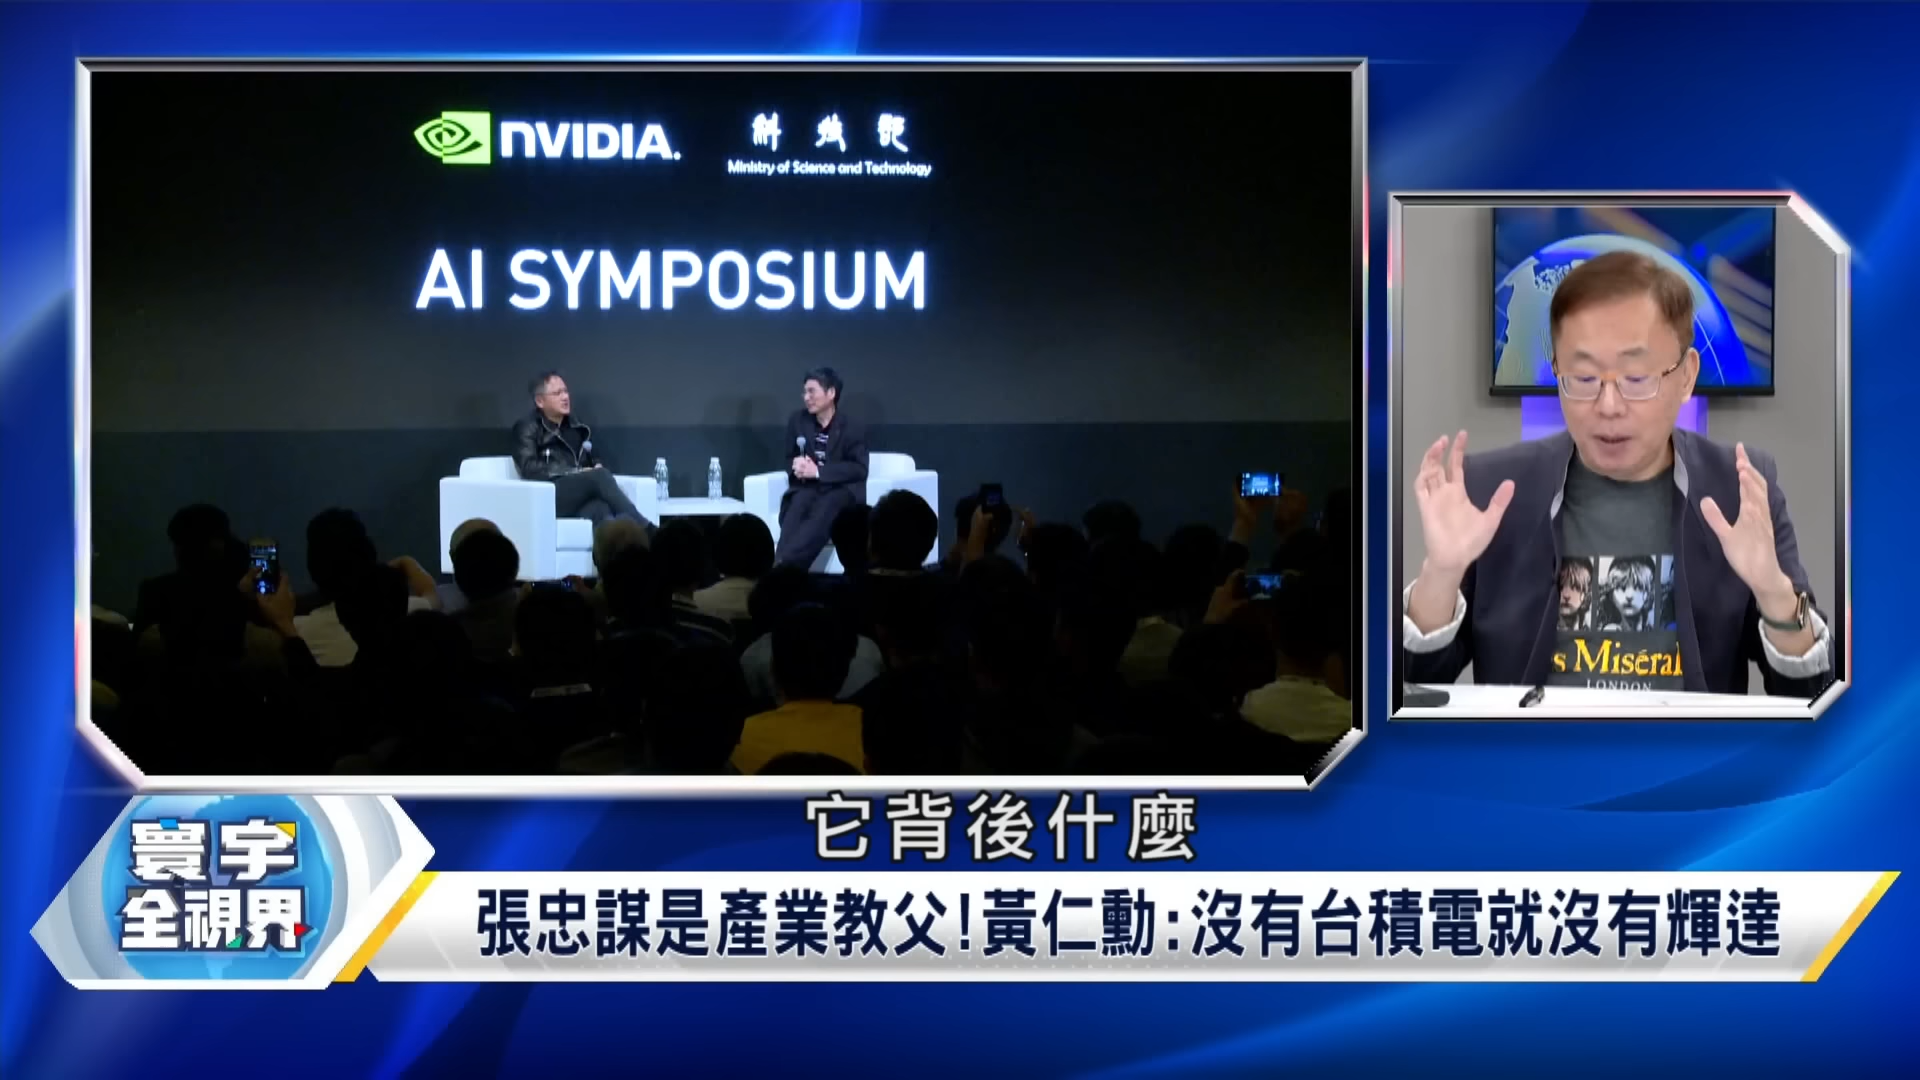 NVIDIA.
科技部
Ministry of Science and Technology
AI SYMPOSIUM
s Misérabl
LONDON
它背後什麼
寰宇
全視界
張忠謀是產業教父!黃仁勳:沒有台積電就沒有輝達